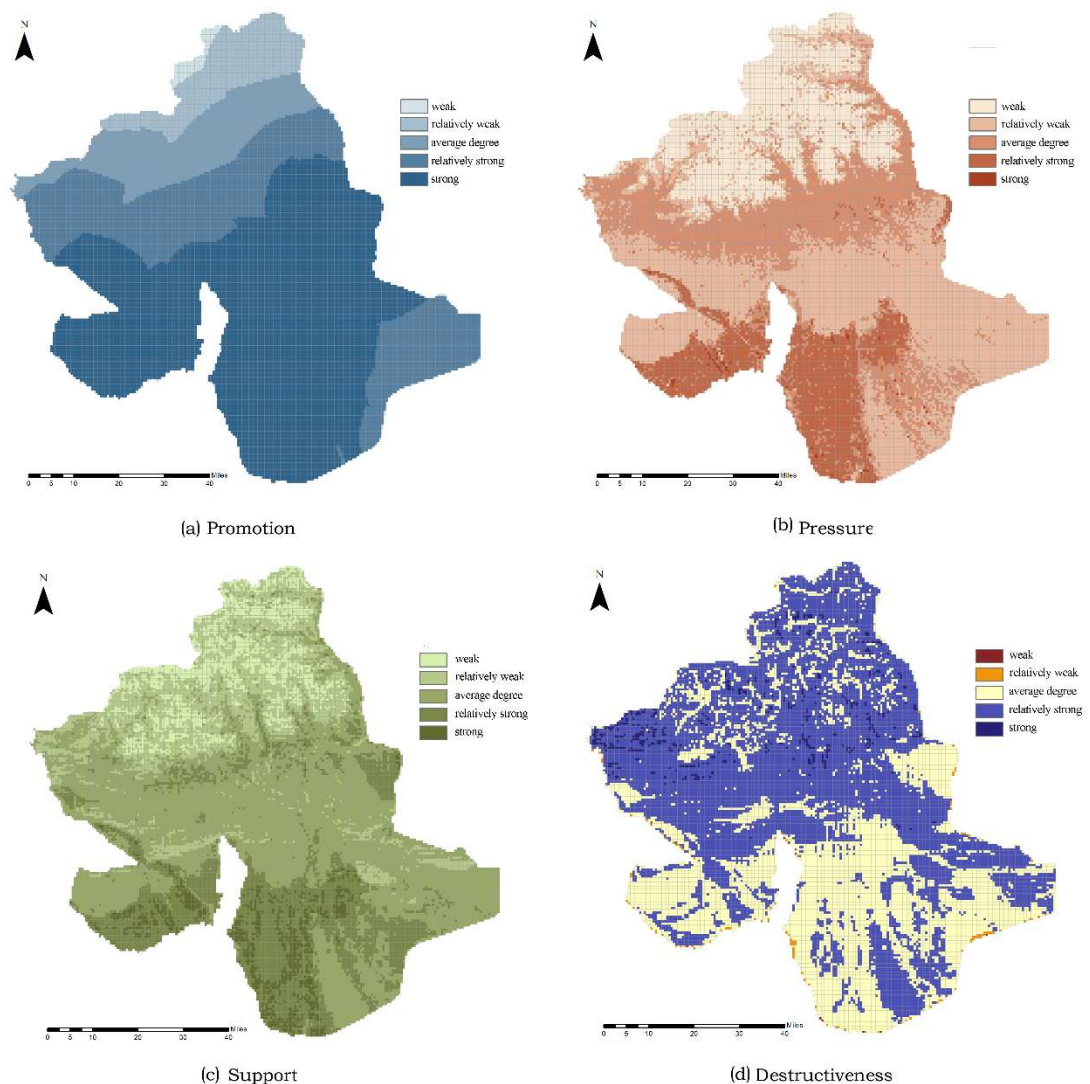 N
weak
relatively weak
average degree
relatively strong
strong
Miles
0 5 10 20 30 40
(a) Promotion
N
weak
relatively weak
average degree
relatively strong
strong
Miles
0 5 10 20 30 40
(b) Pressure
N
weak
relatively weak
average degree
relatively strong
strong
Miles
0 5 10 20 30 40
(c) Support
N
weak
relatively weak
average degree
relatively strong
strong
Miles
0 5 10 20 30 40
(d) Destructiveness